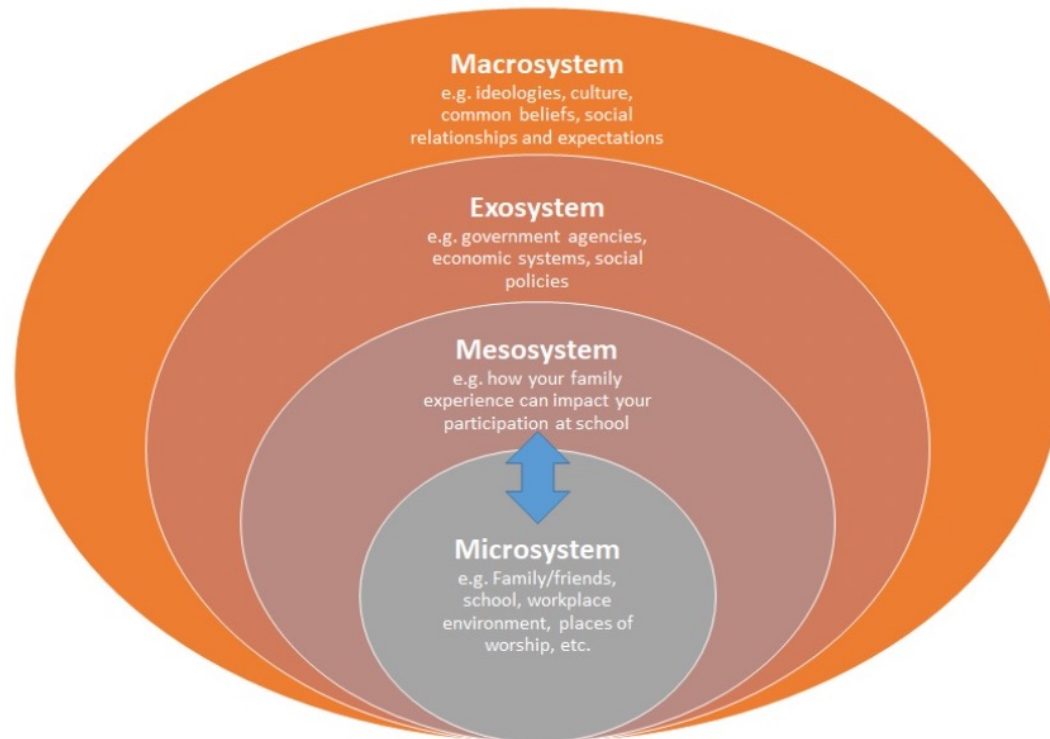 Macrosystem
e.g. ideologies, culture,
common beliefs, social
relationships and expectations
Exosystem
e.g. government agencies,
economic systems, social
policies
Mesosystem
e.g. how your family
experience can impact your
participation at school
Microsystem
e.g. Family/friends,
school, workplace
environment, places of
worship, etc.